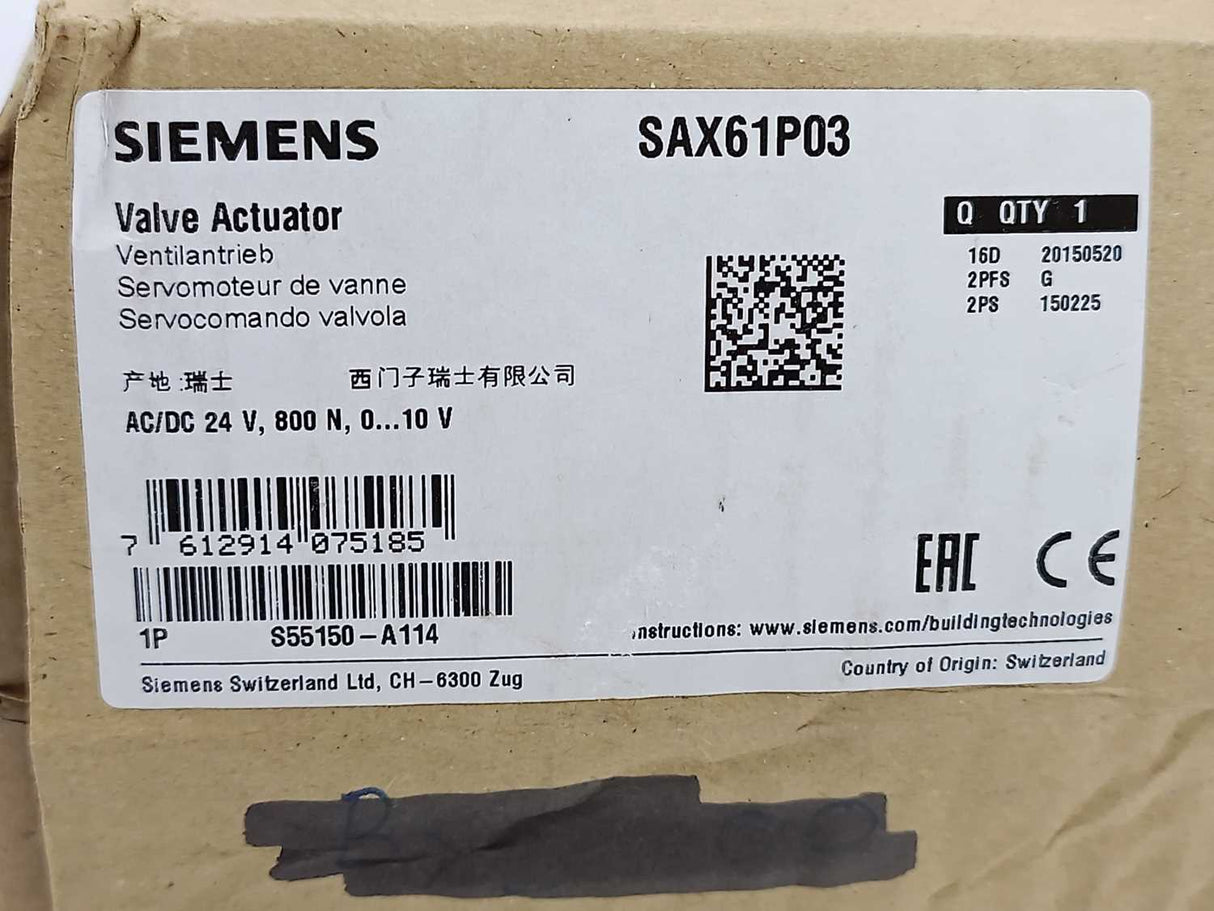 SIEMENS
SAX61P03
Valve Actuator
Ventilantrieb
Servomoteur de vanne
Servocomando valvola
Q QTY 1
16D 20150520
2PFS G
2PS 150225
产地:瑞士 西门子瑞士有限公司
AC/DC 24 V, 800 N, 0...10 V
7 612914 075185
1P S55150-A114
EAC CE
Instructions: www.siemens.com/buildingtechnologies
Siemens Switzerland Ltd, CH-6300 Zug
Country of Origin: Switzerland